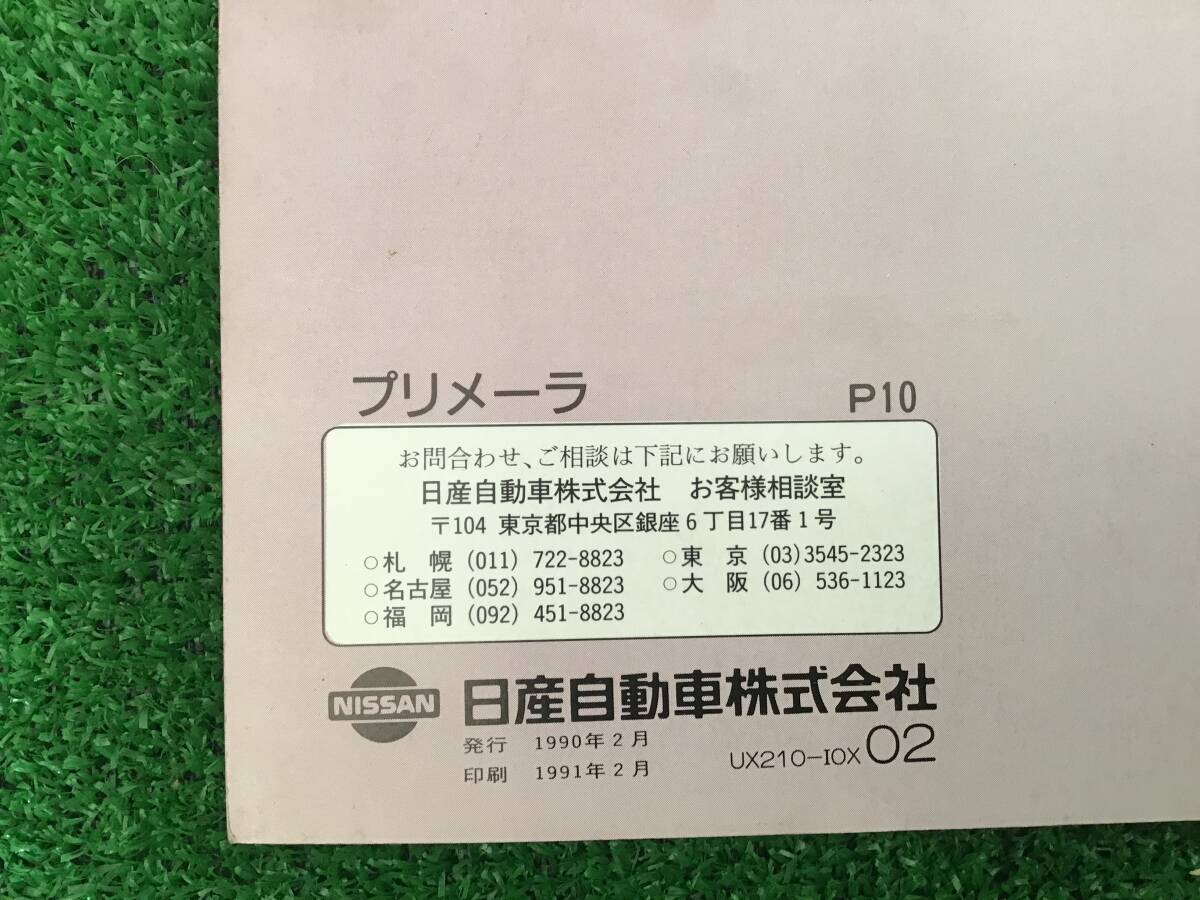 プリメーラ P10
お問合わせ、ご相談は下記にお願いします。
日産自動車株式会社 お客様相談室
〒104 東京都中央区銀座6丁目17番1号
○札幌(011)722-8823 ○東京(03)3545-2323
○名古屋(052)951-8823 ○大阪(06)536-1123
○福岡(092)451-8823
NISSAN 日産自動車株式会社
発行 1990年2月
印刷 1991年2月 UX210-IOX 02